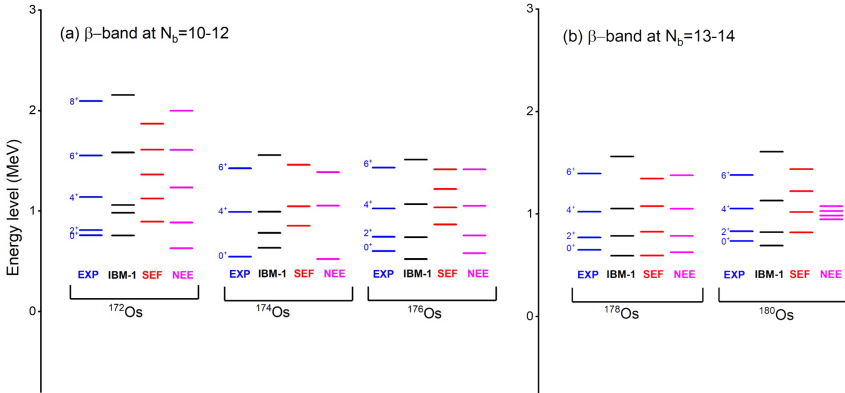 (a) β–band at N_b=10-12
3
2
1
0
Energy level (MeV)
8⁺
6⁺
4⁺
2⁺
0⁺
EXP IBM-1 SEF NEE
¹⁷²Os
6⁺
4⁺
0⁺
EXP IBM-1 SEF NEE
¹⁷⁴Os
6⁺
4⁺
2⁺
0⁺
EXP IBM-1 SEF NEE
¹⁷⁶Os
(b) β–band at N_b=13-14
3
2
1
0
6⁺
4⁺
2⁺
0⁺
EXP IBM-1 SEF NEE
¹⁷⁸Os
6⁺
4⁺
2⁺
0⁺
EXP IBM-1 SEF NEE
¹⁸⁰Os